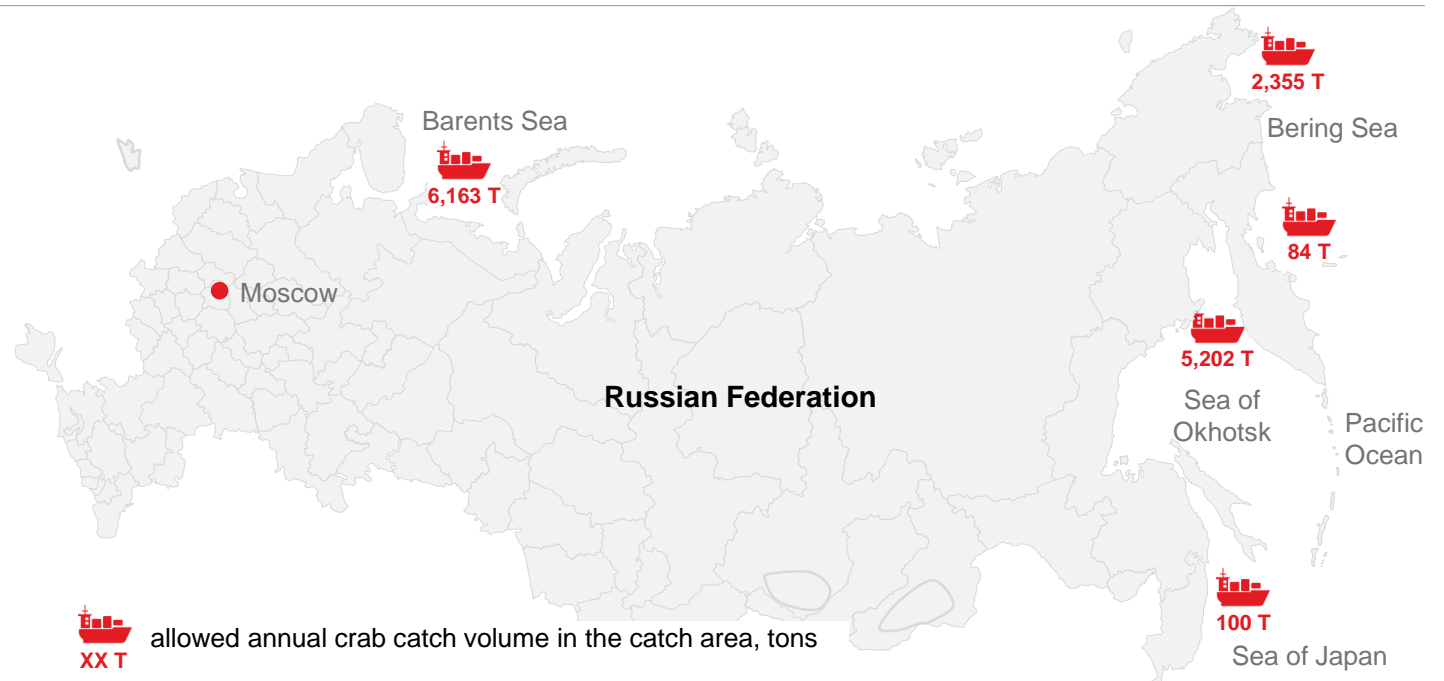 2,355 T
Barents Sea
Bering Sea
6,163 T
84 T
Moscow
5,202 T
Russian Federation
Sea of
Okhotsk
Pacific
Ocean
100 T
allowed annual crab catch volume in the catch area, tons
XX T
Sea of Japan